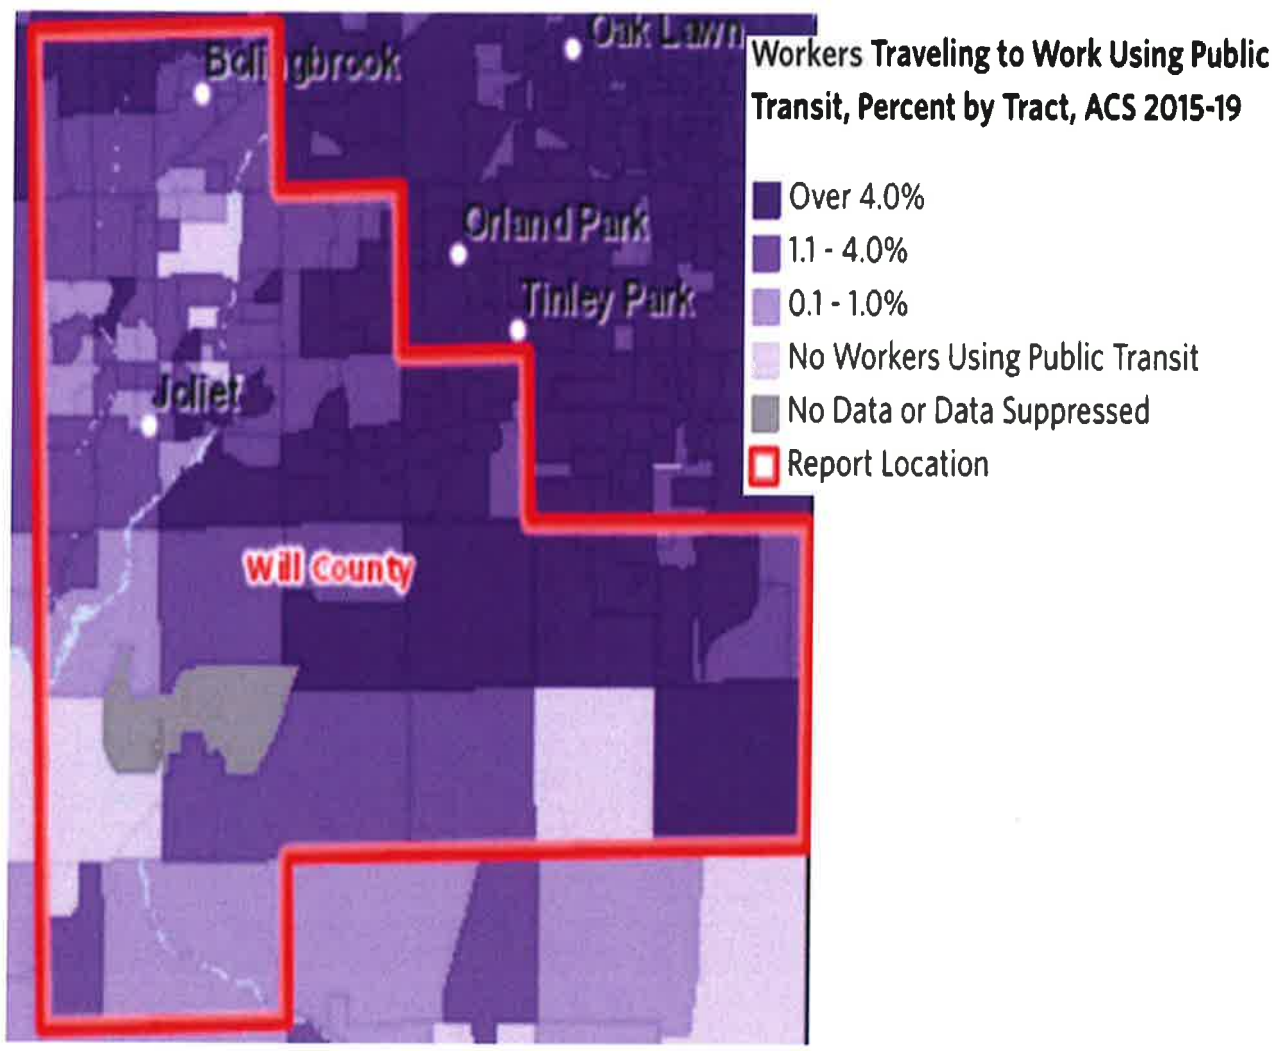 Oak Lawn
Bolingbrook
Workers Traveling to Work Using Public
Transit, Percent by Tract, ACS 2015-19
Over 4.0%
1.1 - 4.0%
0.1 - 1.0%
No Workers Using Public Transit
No Data or Data Suppressed
Report Location
Orland Park
Tinley Park
Joliet
Will County